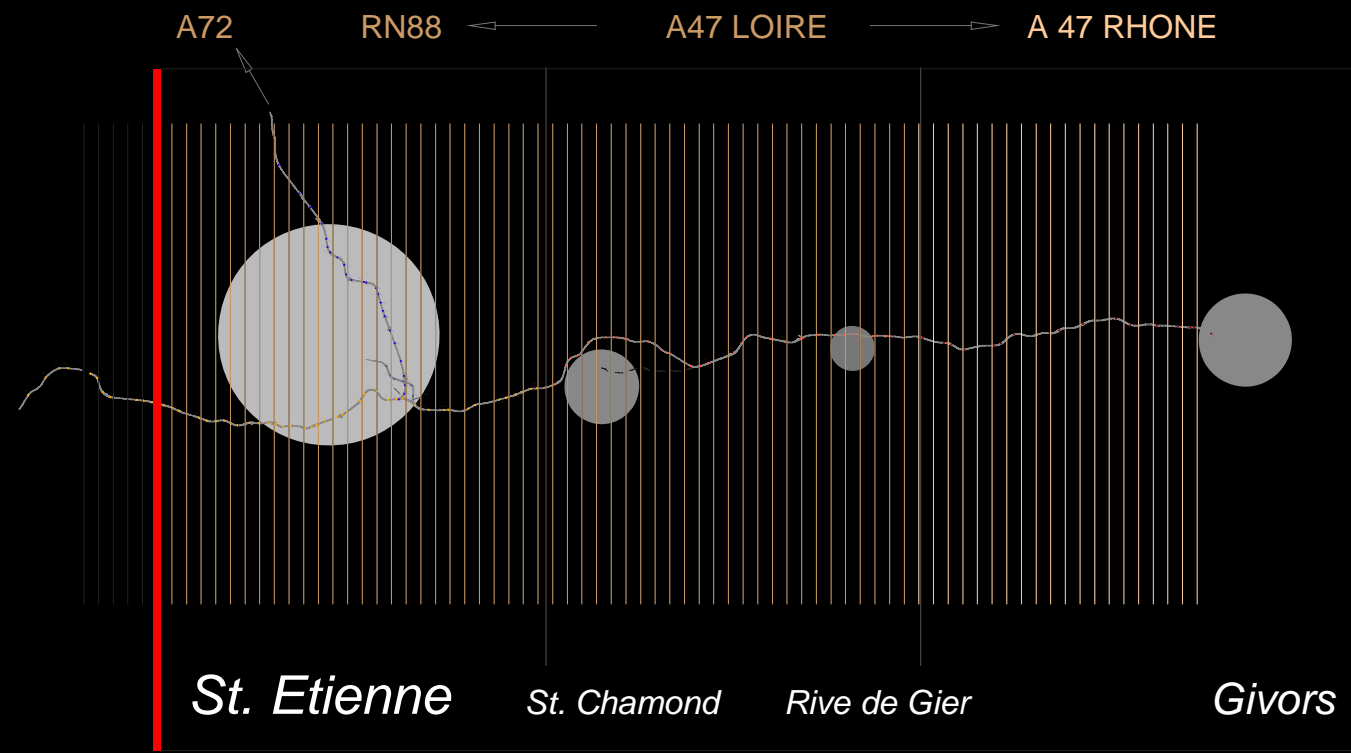 A72 RN88 A47 LOIRE A 47 RHONE
St. Etienne St. Chamond Rive de Gier Givors